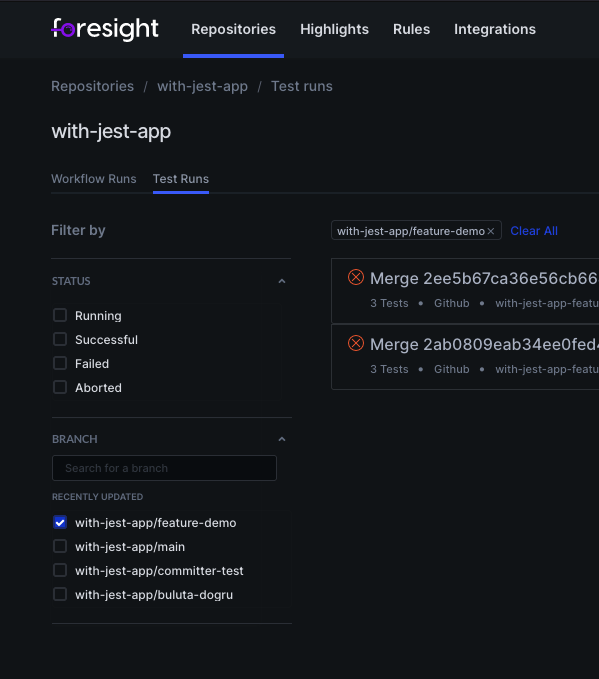 foresight Repositories Highlights Rules Integrations
Repositories / with-jest-app / Test runs
with-jest-app
Workflow Runs Test Runs
Filter by
with-jest-app/feature-demo × Clear All
STATUS
Running
Successful
Failed
Aborted
Merge 2ee5b67ca36e56cb66
3 Tests • Github • with-jest-app-featu
Merge 2ab0809eab34ee0fed4
3 Tests • Github • with-jest-app-featu
BRANCH
Search for a branch
RECENTLY UPDATED
with-jest-app/feature-demo
with-jest-app/main
with-jest-app/committer-test
with-jest-app/buluta-dogru